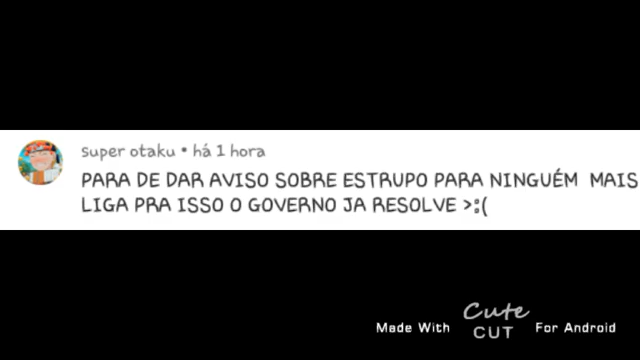 super otaku • há 1 hora
PARA DE DAR AVISO SOBRE ESTRUPO PARA NINGUÉM MAIS
LIGA PRA ISSO O GOVERNO JA RESOLVE >:(
Made With Cute CUT For Android